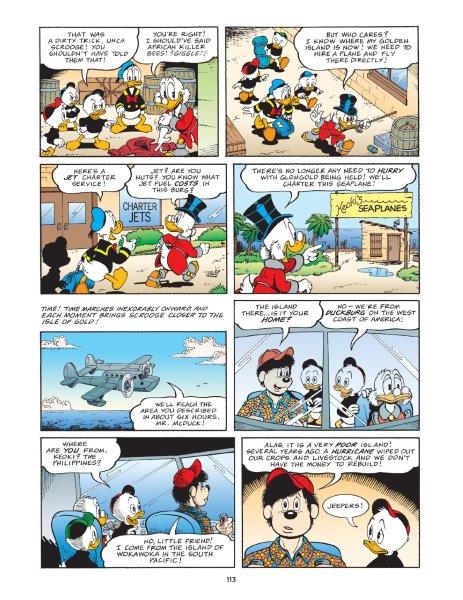 THAT WAS
A DIRTY TRICK, UNCA
SCROOGE! YOU
SHOULDN'T HAVE TOLD
THEM THAT!
YOU'RE RIGHT!
I SHOULD'VE SAID
AFRICAN KILLER
BEES! *GIGGLE!*
BUT WHO CARES?
I KNOW WHERE MY GOLDEN
ISLAND IS NOW! WE NEED TO
HIRE A PLANE AND FLY
THERE DIRECTLY!
HERE'S A
JET CHARTER
SERVICE!
JET? ARE YOU
NUTS? YOU KNOW WHAT
JET FUEL COSTS IN
THIS BURG?
CHARTER
JETS
THERE'S NO LONGER ANY NEED TO HURRY
WITH GLOMGOLD BEING HELD! WE'LL
CHARTER THIS SEAPLANE!
Keoki's
SEAPLANES
TIME! TIME MARCHES INEXORABLY ONWARD, AND
EACH MOMENT BRINGS SCROOGE CLOSER TO THE
ISLE OF GOLD!
WE'LL REACH THE
AREA YOU DESCRIBED
IN ABOUT SIX HOURS,
MR. MCDUCK!
THE ISLAND
THERE...IS IT YOUR
HOME?
NO — WE'RE FROM
DUCKBURG ON THE WEST
COAST OF AMERICA!
WHERE
ARE YOU FROM,
KEOKI? THE
PHILIPPINES?
NO, LITTLE FRIEND!
I COME FROM THE ISLAND OF
WOKAWOKA IN THE SOUTH
PACIFIC!
ALAS, IT IS A VERY POOR ISLAND!
SEVERAL YEARS AGO, A HURRICANE WIPED OUT
OUR CROPS AND LIVESTOCK AND WE DON'T
HAVE THE MONEY TO REBUILD!
JEEPERS!
113